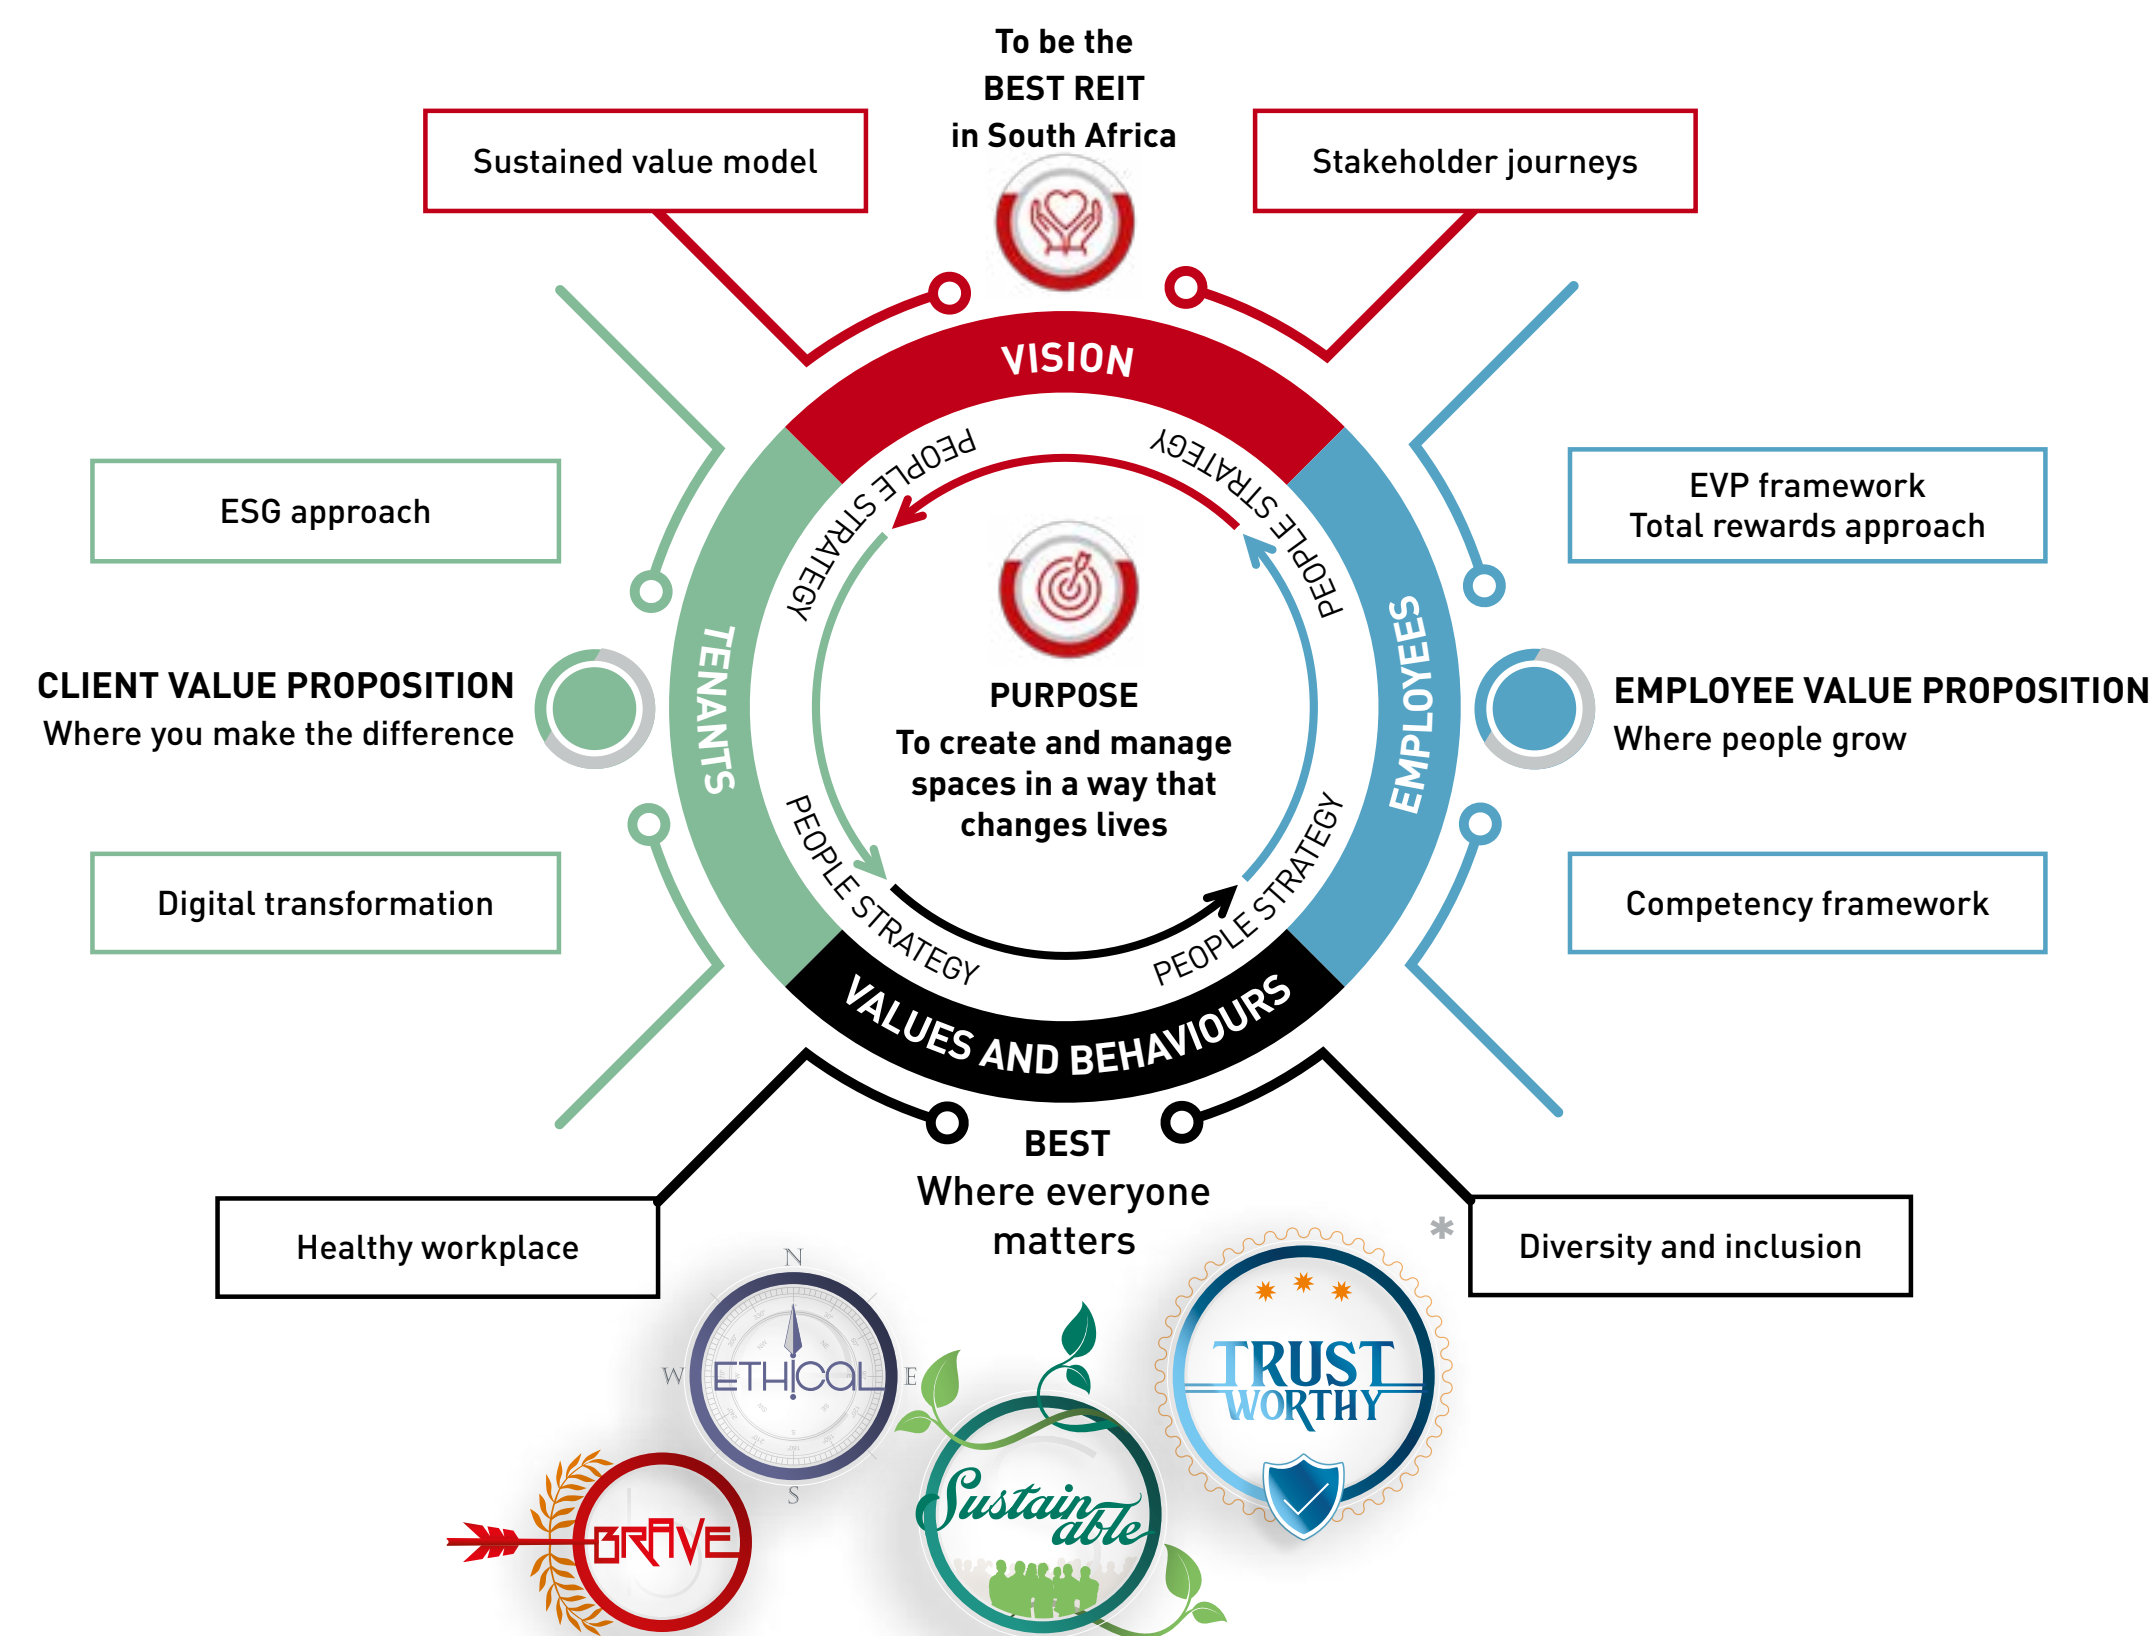 To be the
BEST REIT
in South Africa
Sustained value model
Stakeholder journeys
VISION
PEOPLE STRATEGY
PEOPLE STRATEGY
ESG approach
EVP framework
Total rewards approach
TENANTS
EMPLOYEES
CLIENT VALUE PROPOSITION
Where you make the difference
PURPOSE
To create and manage
spaces in a way that
changes lives
EMPLOYEE VALUE PROPOSITION
Where people grow
Digital transformation
Competency framework
PEOPLE STRATEGY
PEOPLE STRATEGY
VALUES AND BEHAVIOURS
BEST
Where everyone
matters
Healthy workplace
*
Diversity and inclusion
N
W
ETHICAL
E
S
TRUST
WORTHY
Sustain
able
BRAVE